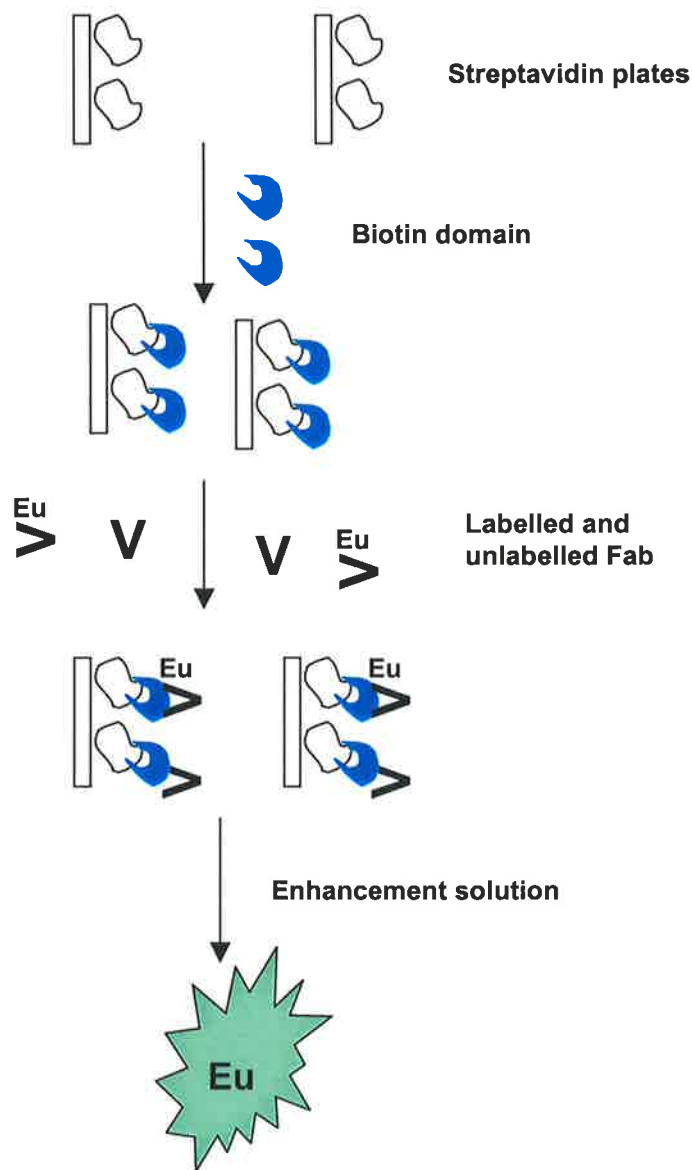 Streptavidin plates
Biotin domain
Eu
V
V
V
Eu
V
Labelled and
unlabelled Fab
Eu
V
V
Eu
V
V
Enhancement solution
Eu